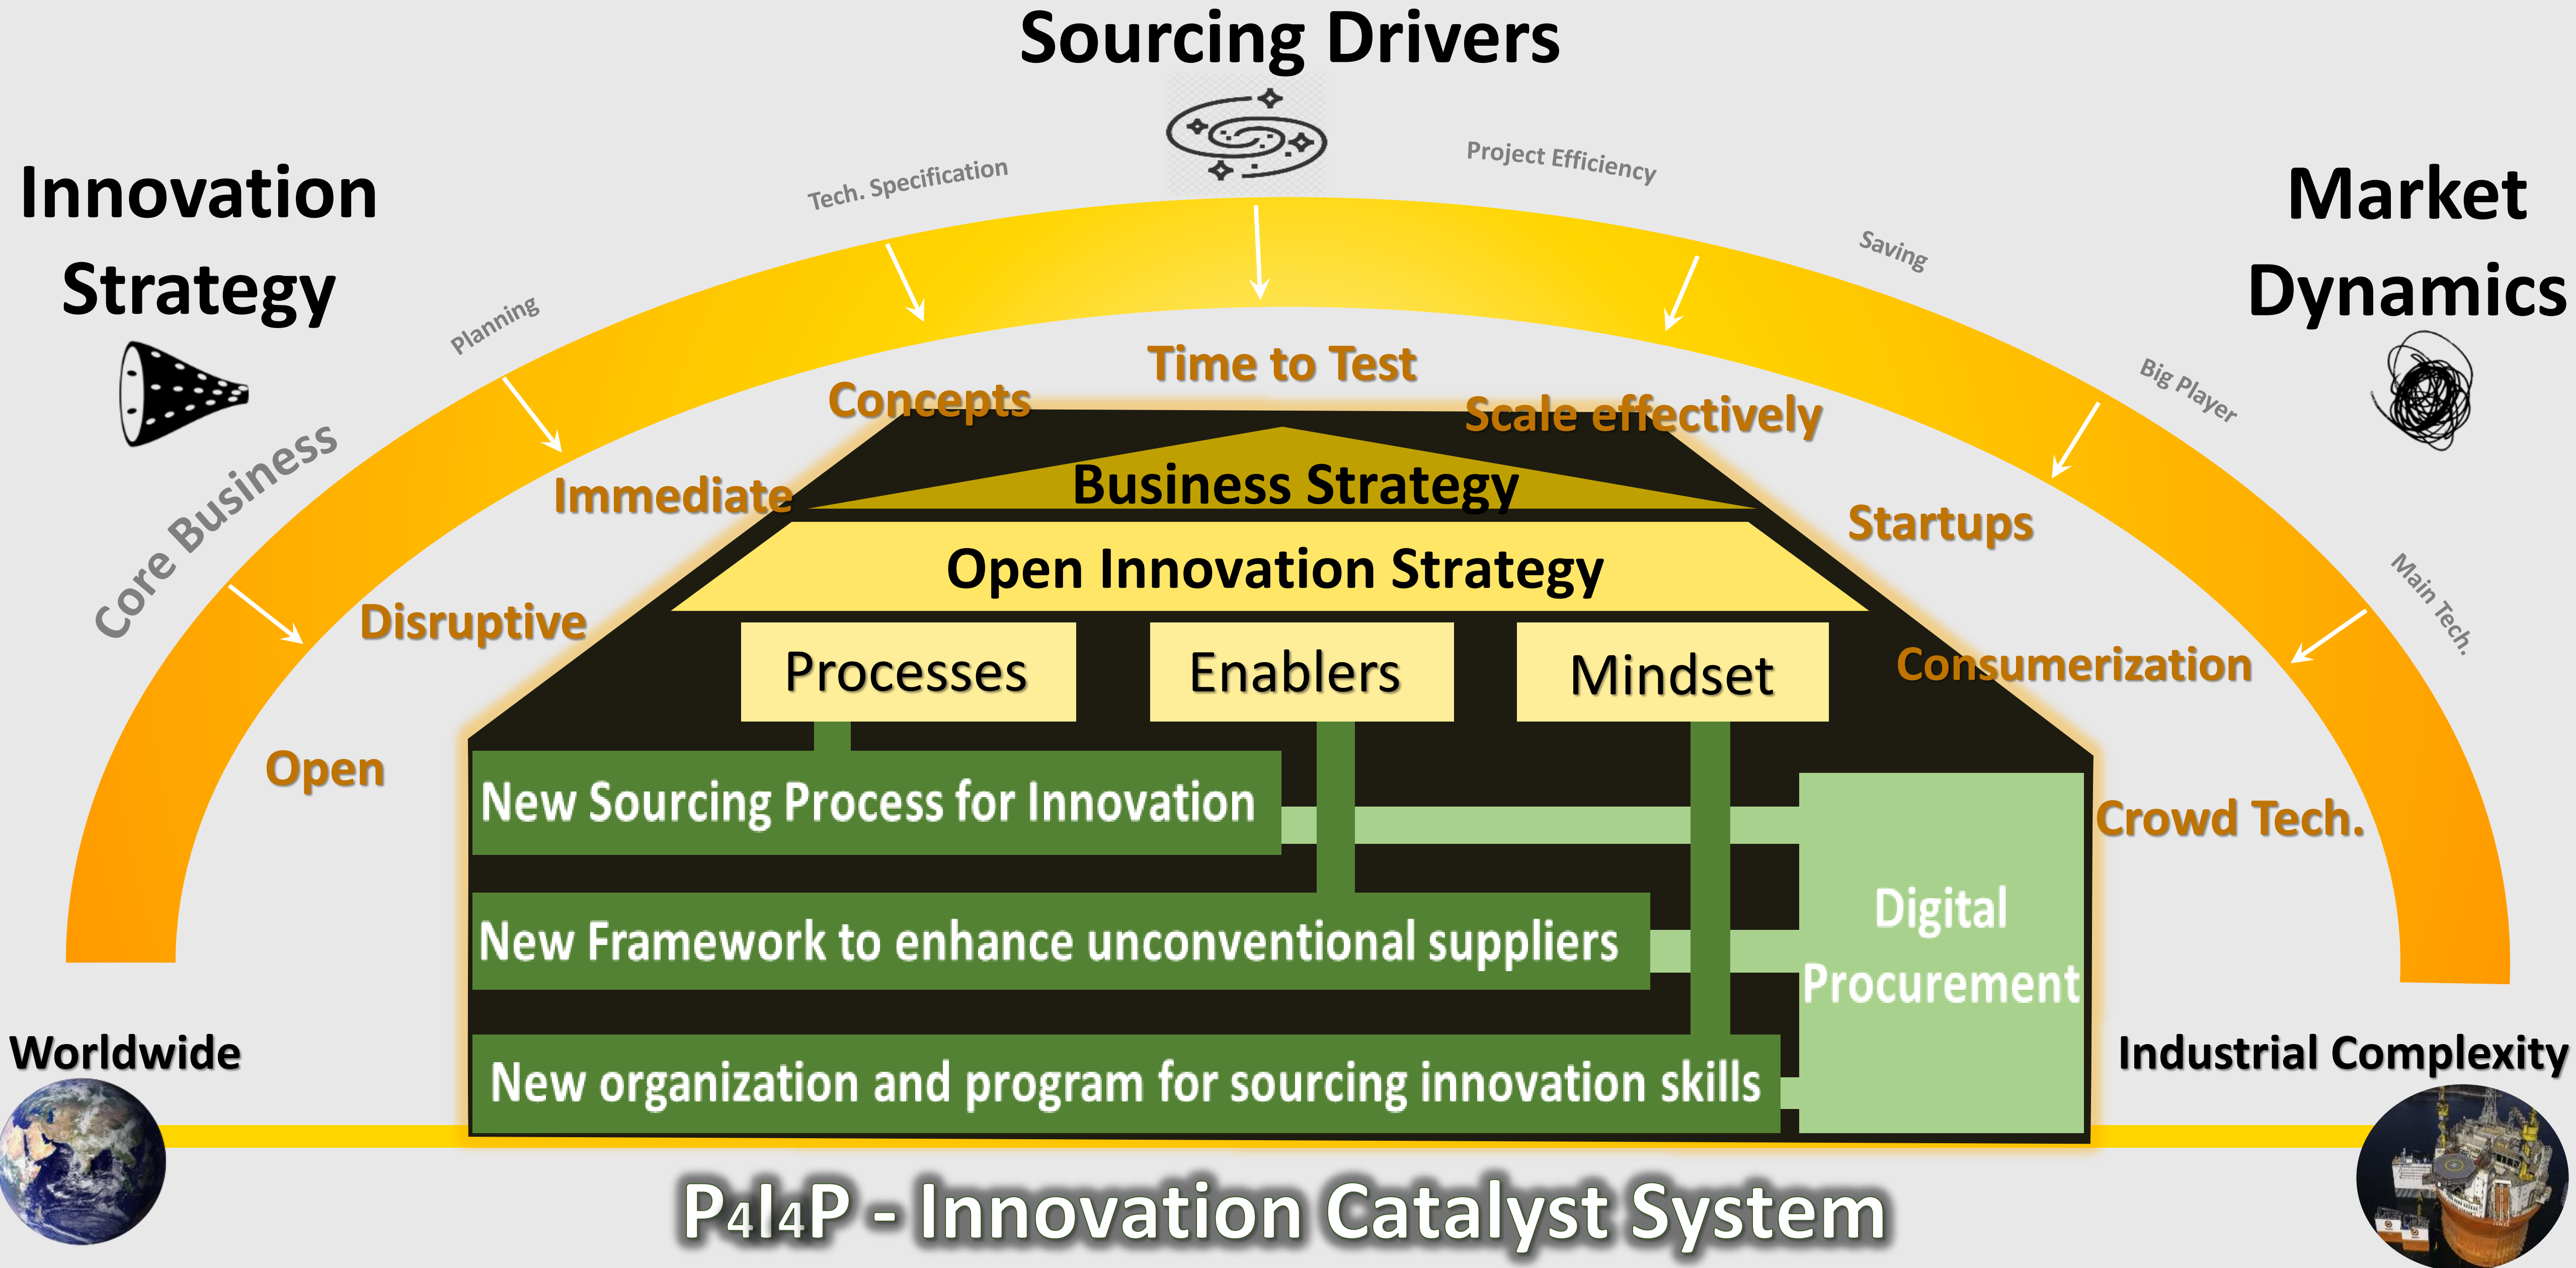 Sourcing Drivers
Innovation
Strategy
Market
Dynamics
Core Business
Planning
Tech. Specification
Project Efficiency
Saving
Big Player
Main Tech.
Open
Disruptive
Immediate
Concepts
Time to Test
Scale effectively
Startups
Consumerization
Crowd Tech.
Business Strategy
Open Innovation Strategy
Processes
Enablers
Mindset
New Sourcing Process for Innovation
New Framework to enhance unconventional suppliers
New organization and program for sourcing innovation skills
Digital
Procurement
Worldwide
Industrial Complexity
P4I4P - Innovation Catalyst System